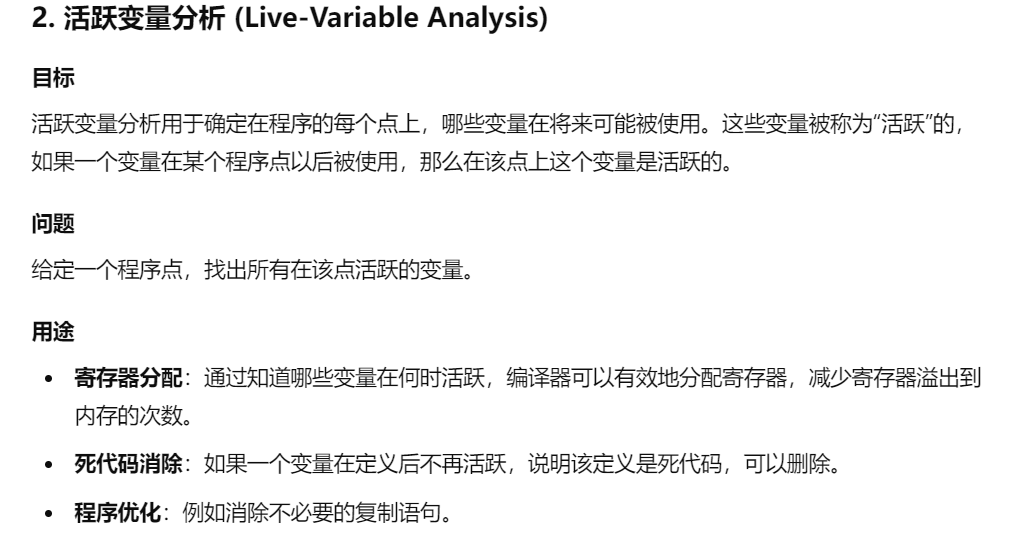 2. 活跃变量分析 (Live-Variable Analysis)
目标
活跃变量分析用于确定在程序的每个点上，哪些变量在将来可能被使用。这些变量被称为“活跃”的，
如果一个变量在某个程序点以后被使用，那么在该点上这个变量是活跃的。
问题
给定一个程序点，找出所有在该点活跃的变量。
用途
• 寄存器分配：通过知道哪些变量在何时活跃，编译器可以有效地分配寄存器，减少寄存器溢出到
内存的次数。
• 死代码消除：如果一个变量在定义后不再活跃，说明该定义是死代码，可以删除。
• 程序优化：例如消除不必要的复制语句。